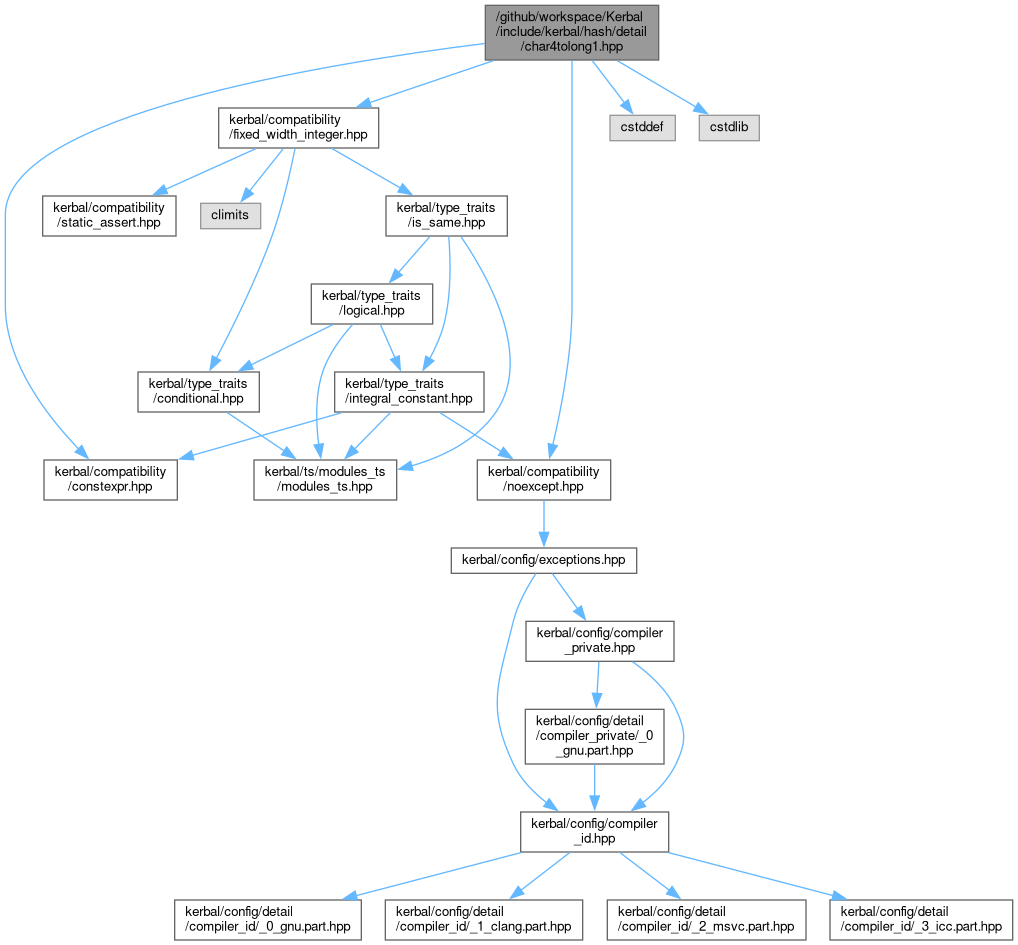 /github/workspace/Kerbal
/include/kerbal/hash/detail
/char4tolong1.hpp
kerbal/compatibility
/fixed_width_integer.hpp
cstddef
cstdlib
kerbal/compatibility
/static_assert.hpp
climits
kerbal/type_traits
/is_same.hpp
kerbal/type_traits
/logical.hpp
kerbal/type_traits
/conditional.hpp
kerbal/type_traits
/integral_constant.hpp
kerbal/compatibility
/constexpr.hpp
kerbal/ts/modules_ts
/modules_ts.hpp
kerbal/compatibility
/noexcept.hpp
kerbal/config/exceptions.hpp
kerbal/config/compiler
_private.hpp
kerbal/config/detail
/compiler_private/_0
_gnu.part.hpp
kerbal/config/compiler
_id.hpp
kerbal/config/detail
/compiler_id/_0_gnu.part.hpp
kerbal/config/detail
/compiler_id/_1_clang.part.hpp
kerbal/config/detail
/compiler_id/_2_msvc.part.hpp
kerbal/config/detail
/compiler_id/_3_icc.part.hpp